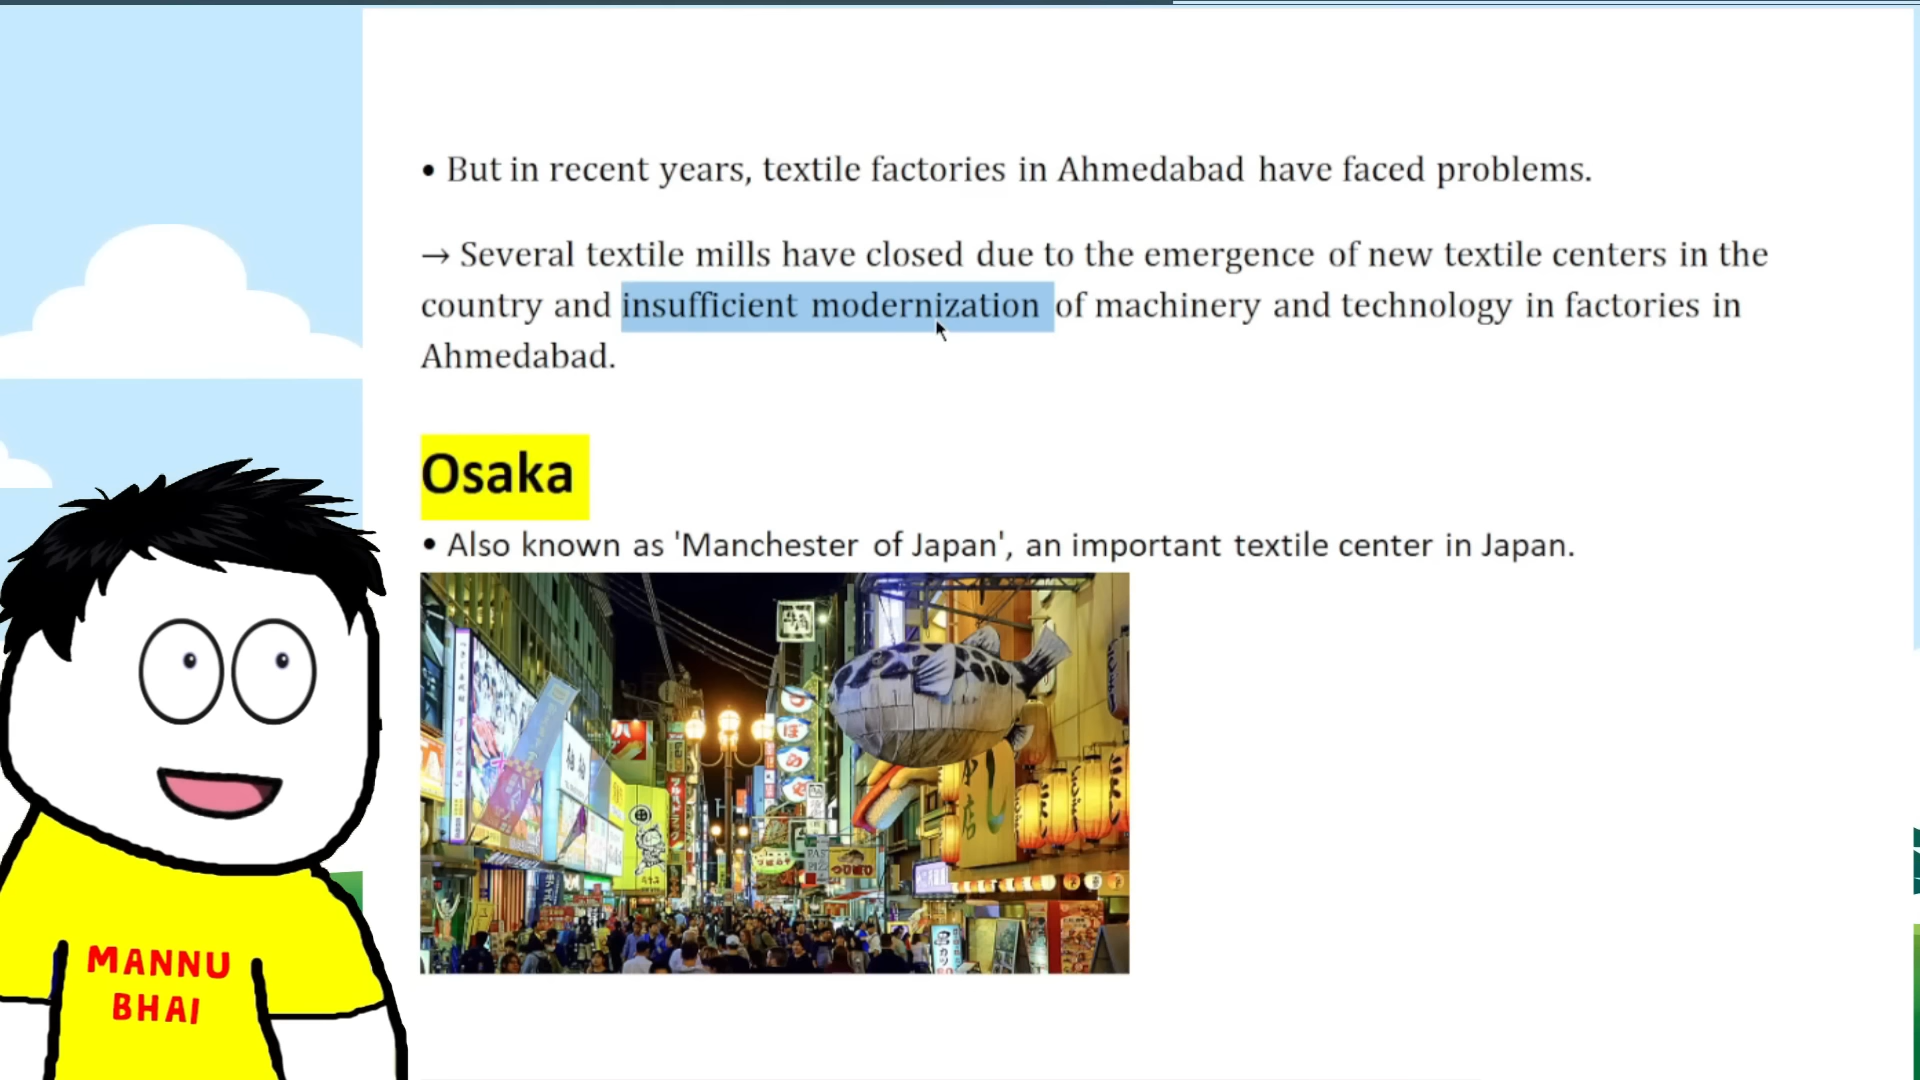 • But in recent years, textile factories in Ahmedabad have faced problems.
→ Several textile mills have closed due to the emergence of new textile centers in the
country and insufficient modernization of machinery and technology in factories in
Ahmedabad.
Osaka
• Also known as 'Manchester of Japan', an important textile center in Japan.
MANNU
BHAI